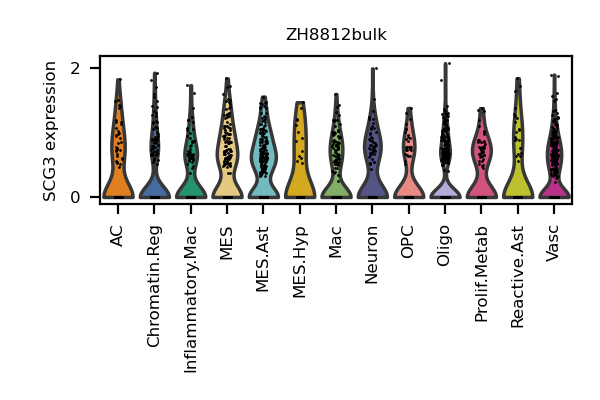 ZH8812bulk
SCG3 expression
2
0
AC
Chromatin.Reg
Inflammatory.Mac
MES
MES.Ast
MES.Hyp
Mac
Neuron
OPC
Oligo
Prolif.Metab
Reactive.Ast
Vasc